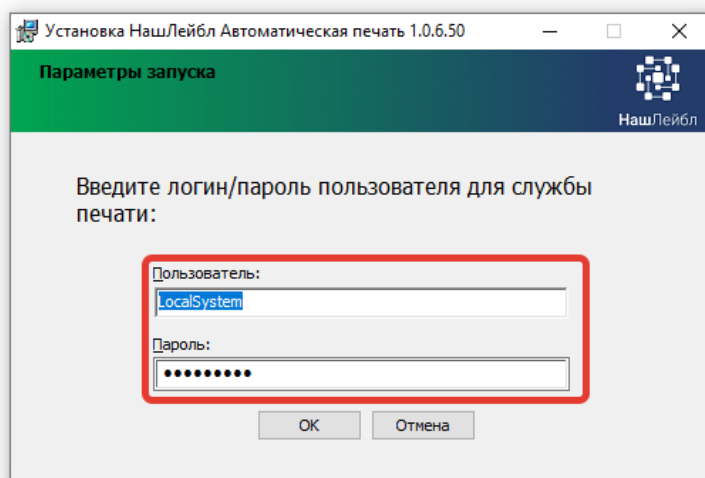 Установка НашЛейбл Автоматическая печать 1.0.6.50
Параметры запуска
НашЛейбл
Введите логин/пароль пользователя для службы
печати:
Пользователь:
LocalSystem
Пароль:
•••••••••
OK
Отмена